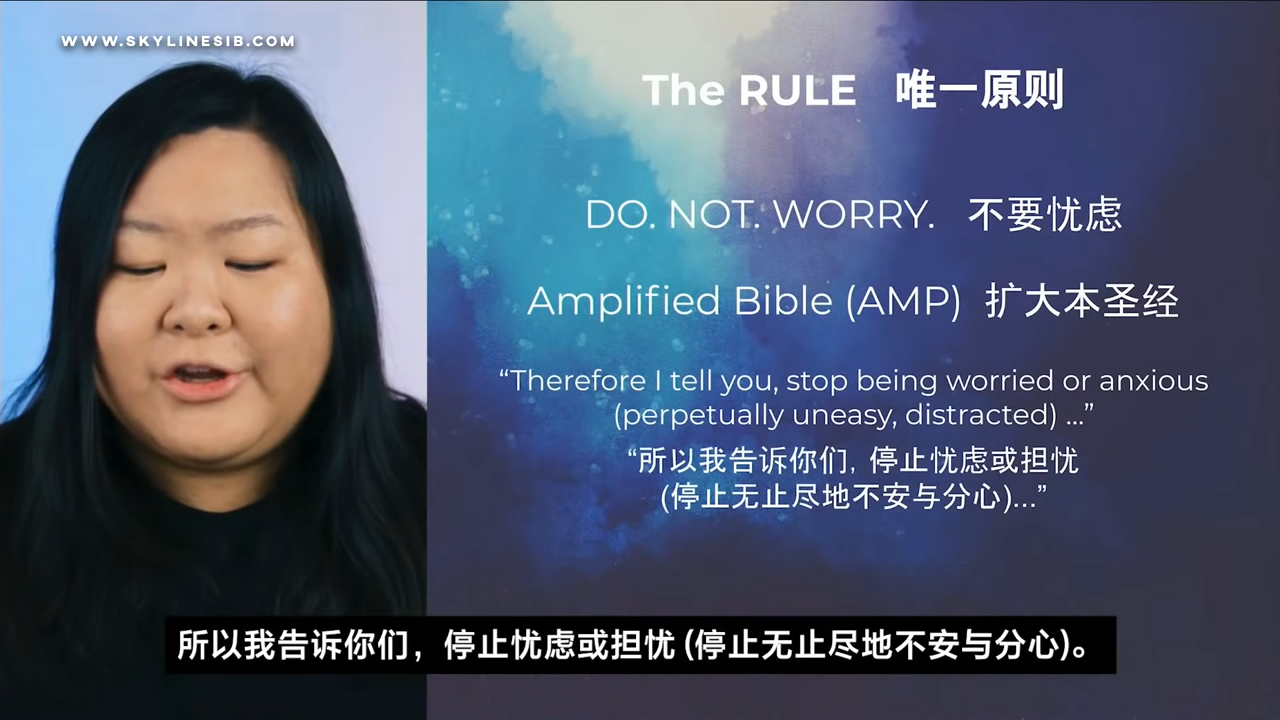 WWW.SKYLINESIB.COM
The RULE 唯一原则
DO. NOT. WORRY. 不要忧虑
Amplified Bible (AMP) 扩大本圣经
“Therefore I tell you, stop being worried or anxious
(perpetually uneasy, distracted) ...”
“所以我告诉你们, 停止忧虑或担忧
(停止无止尽地不安与分心)...”
所以我告诉你们，停止忧虑或担忧 (停止无止尽地不安与分心)。